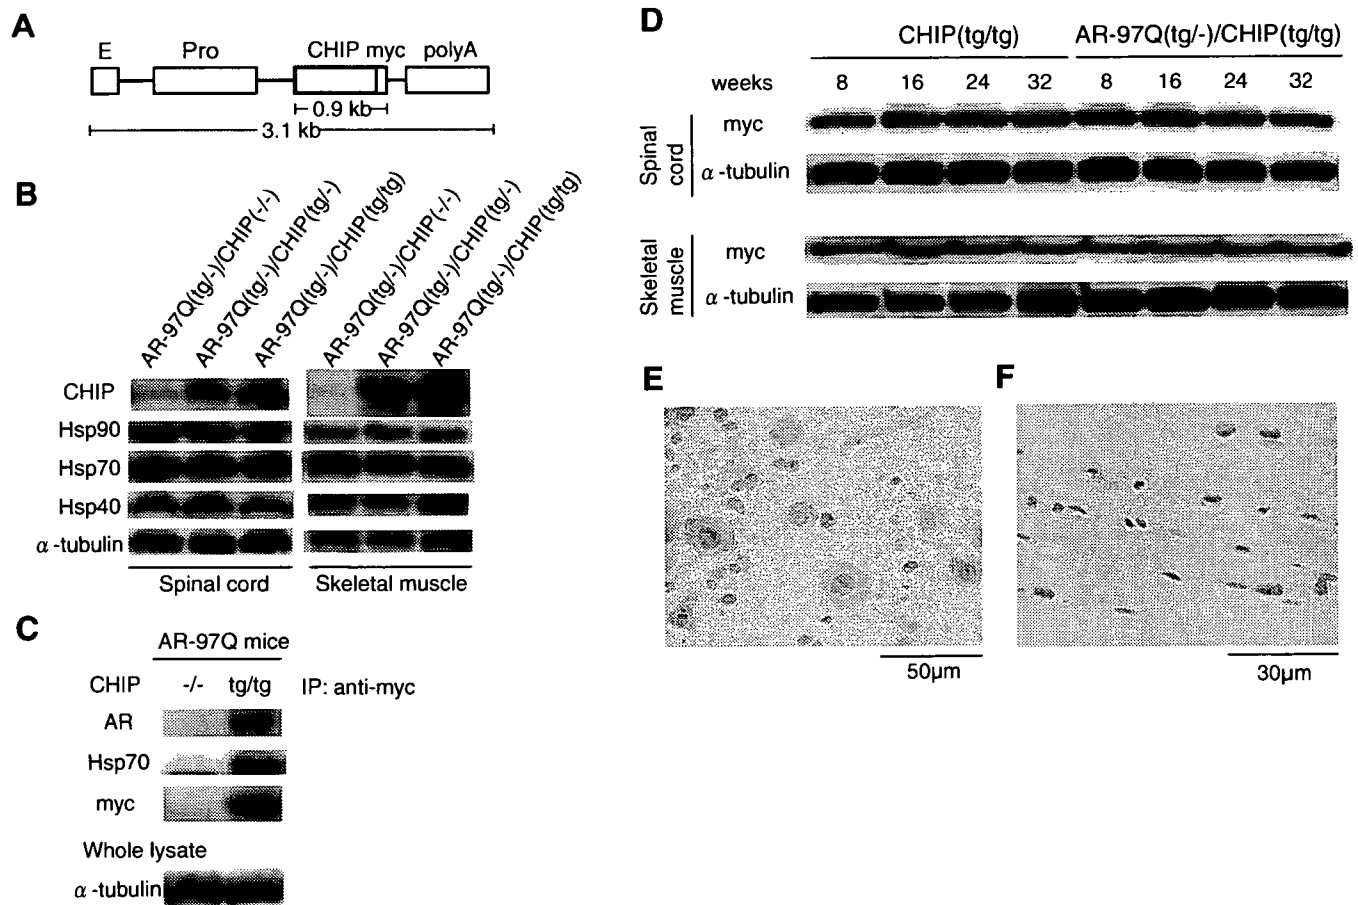 A
E Pro CHIP myc polyA
0.9 kb
3.1 kb
B
AR-97Q(tg/-)/CHIP(-/-)
AR-97Q(tg/-)/CHIP(tg/-)
AR-97Q(tg/-)/CHIP(tg/tg)
AR-97Q(tg/-)/CHIP(-/-)
AR-97Q(tg/-)/CHIP(tg/-)
AR-97Q(tg/-)/CHIP(tg/tg)
CHIP
Hsp90
Hsp70
Hsp40
α-tubulin
Spinal cord Skeletal muscle
C
AR-97Q mice
CHIP -/- tg/tg IP: anti-myc
AR
Hsp70
myc
Whole lysate
α-tubulin
D
CHIP(tg/tg) AR-97Q(tg/-)/CHIP(tg/tg)
weeks 8 16 24 32 8 16 24 32
Spinal
cord
myc
α-tubulin
Skeletal
muscle
myc
α-tubulin
E
50μm
F
30μm